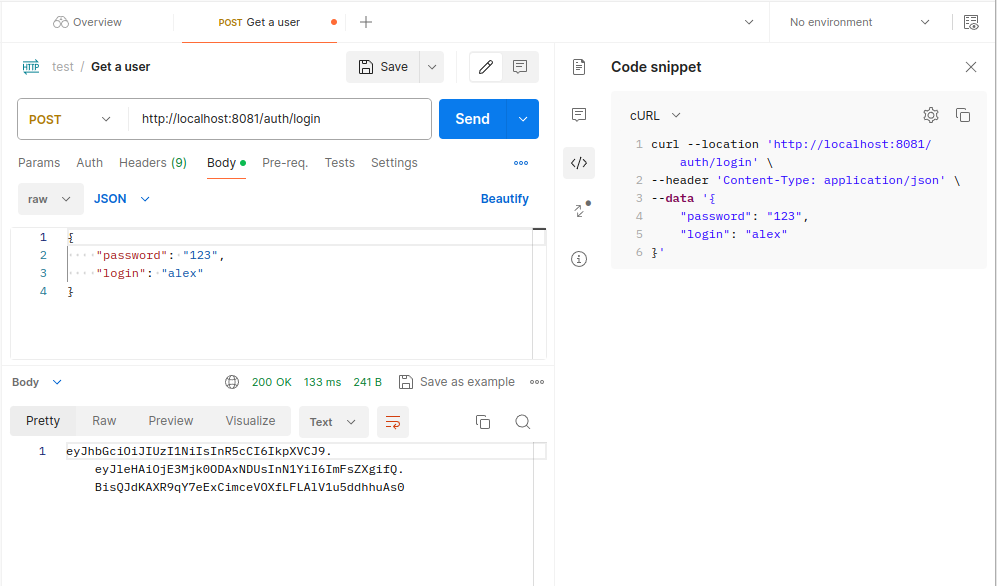 Overview
POST Get a user
No environment
HTTP test / Get a user
Save
Code snippet
POST
http://localhost:8081/auth/login
Send
cURL
Params Auth Headers (9) Body Pre-req. Tests Settings
raw JSON Beautify
1 {
2 "password": "123",
3 "login": "alex"
4 }
1 curl --location 'http://localhost:8081/
auth/login' \
2 --header 'Content-Type: application/json' \
3 --data '{
4 "password": "123",
5 "login": "alex"
6 }'
Body 200 OK 133 ms 241 B Save as example
Pretty Raw Preview Visualize Text
1 eyJhbGciOiJIUzI1NiIsInR5cCI6IkpXVCJ9.
eyJleHAiOjE3Mjk0ODAxNDUsInN1YiI6ImFsZXgifQ.
BisQJdKAXR9qY7eExCimceVOXfLFLAlV1u5ddhhuAs0